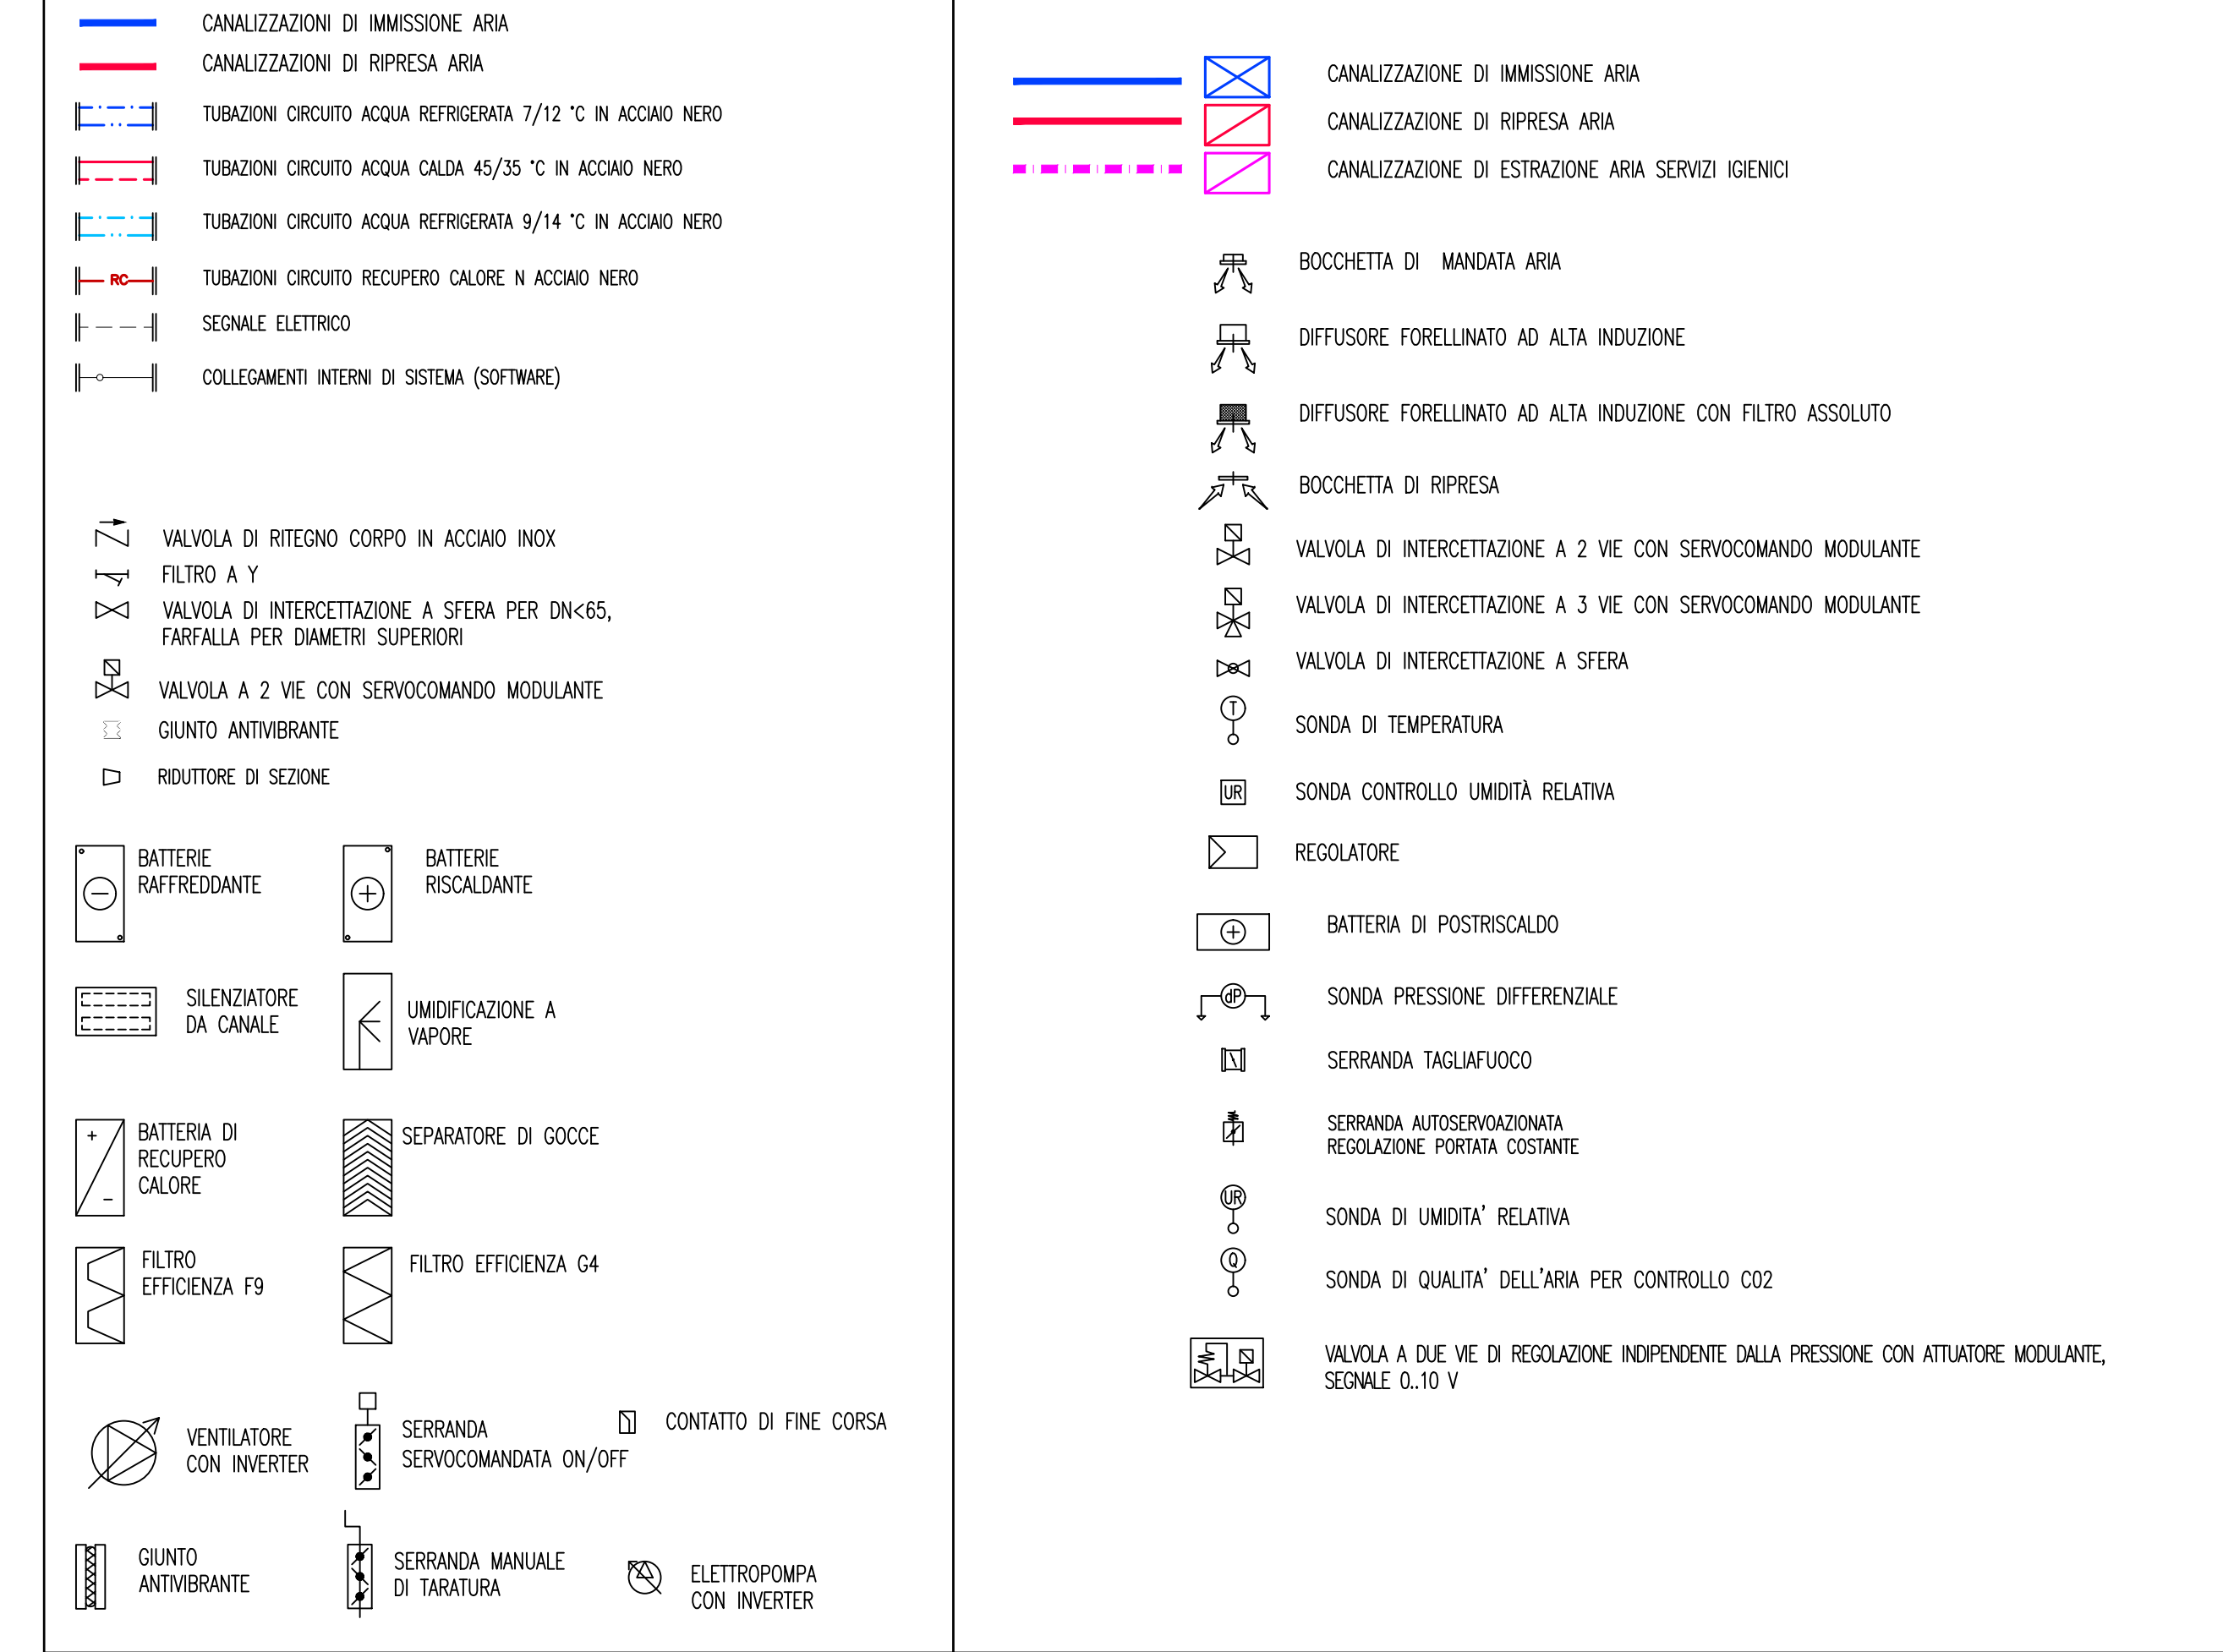 CANALIZZAZIONI DI IMMISSIONE ARIA
CANALIZZAZIONI DI RIPRESA ARIA
TUBAZIONI CIRCUITO ACQUA REFRIGERATA 7/12 °C IN ACCIAIO NERO
TUBAZIONI CIRCUITO ACQUA CALDA 45/35 °C IN ACCIAIO NERO
TUBAZIONI CIRCUITO ACQUA REFRIGERATA 9/14 °C IN ACCIAIO NERO
RC TUBAZIONI CIRCUITO RECUPERO CALORE N ACCIAIO NERO
SEGNALE ELETTRICO
COLLEGAMENTI INTERNI DI SISTEMA (SOFTWARE)
VALVOLA DI RITEGNO CORPO IN ACCIAIO INOX
FILTRO A Y
VALVOLA DI INTERCETTAZIONE A SFERA PER DN<65,
FARFALLA PER DIAMETRI SUPERIORI
VALVOLA A 2 VIE CON SERVOCOMANDO MODULANTE
GIUNTO ANTIVIBRANTE
RIDUTTORE DI SEZIONE
BATTERIE
RAFFREDDANTE
BATTERIE
RISCALDANTE
SILENZIATORE
DA CANALE
UMIDIFICAZIONE A
VAPORE
BATTERIA DI
RECUPERO
CALORE
SEPARATORE DI GOCCE
FILTRO
EFFICIENZA F9
FILTRO EFFICIENZA G4
VENTILATORE
CON INVERTER
SERRANDA
SERVOCOMANDATA ON/OFF
CONTATTO DI FINE CORSA
GIUNTO
ANTIVIBRANTE
SERRANDA MANUALE
DI TARATURA
ELETTROPOMPA
CON INVERTER
CANALIZZAZIONE DI IMMISSIONE ARIA
CANALIZZAZIONE DI RIPRESA ARIA
CANALIZZAZIONE DI ESTRAZIONE ARIA SERVIZI IGIENICI
BOCCHETTA DI MANDATA ARIA
DIFFUSORE FORELLINATO AD ALTA INDUZIONE
DIFFUSORE FORELLINATO AD ALTA INDUZIONE CON FILTRO ASSOLUTO
BOCCHETTA DI RIPRESA
VALVOLA DI INTERCETTAZIONE A 2 VIE CON SERVOCOMANDO MODULANTE
VALVOLA DI INTERCETTAZIONE A 3 VIE CON SERVOCOMANDO MODULANTE
VALVOLA DI INTERCETTAZIONE A SFERA
T SONDA DI TEMPERATURA
UR SONDA CONTROLLO UMIDITÀ RELATIVA
REGOLATORE
BATTERIA DI POSTRISCALDO
dP SONDA PRESSIONE DIFFERENZIALE
SERRANDA TAGLIAFUOCO
SERRANDA AUTOSERVOAZIONATA
REGOLAZIONE PORTATA COSTANTE
UR SONDA DI UMIDITA' RELATIVA
Q SONDA DI QUALITA' DELL'ARIA PER CONTROLLO CO2
VALVOLA A DUE VIE DI REGOLAZIONE INDIPENDENTE DALLA PRESSIONE CON ATTUATORE MODULANTE,
SEGNALE 0..10 V